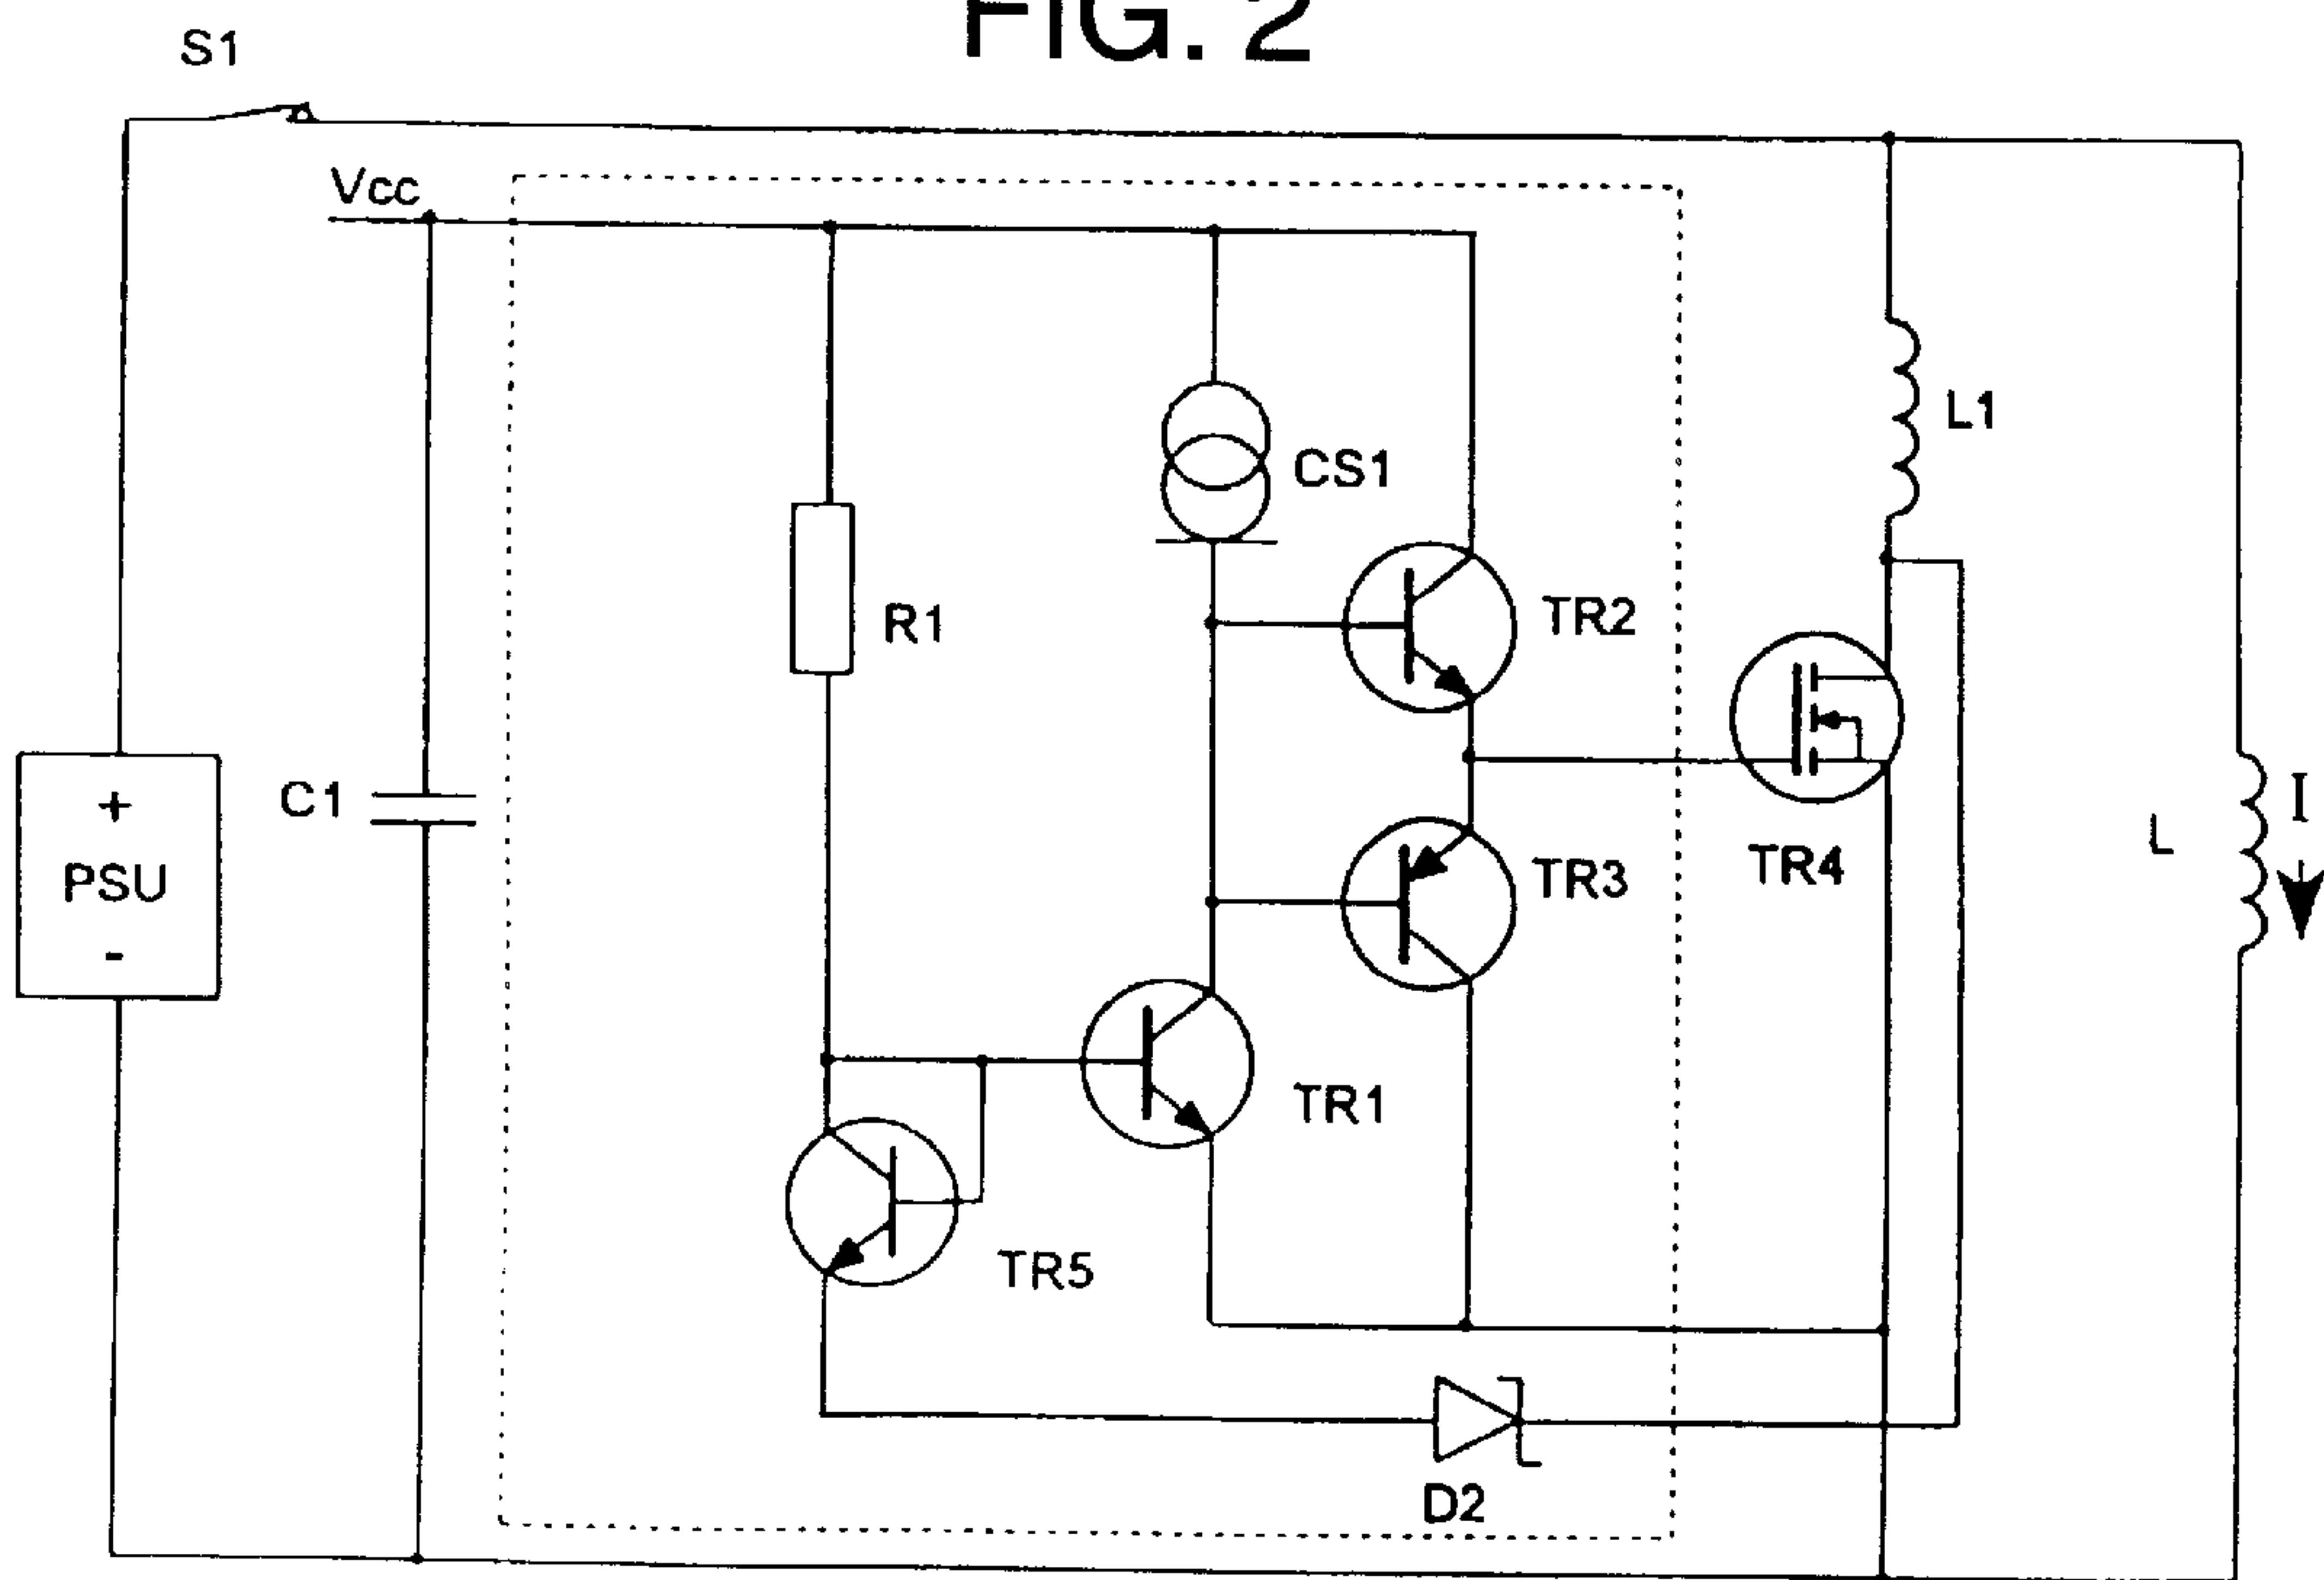 FIG. 2
S1
Vcc
L1
CS1
R1
TR2
+
PSU
-
C1
TR3
TR4
L
I
TR1
TR5
D2